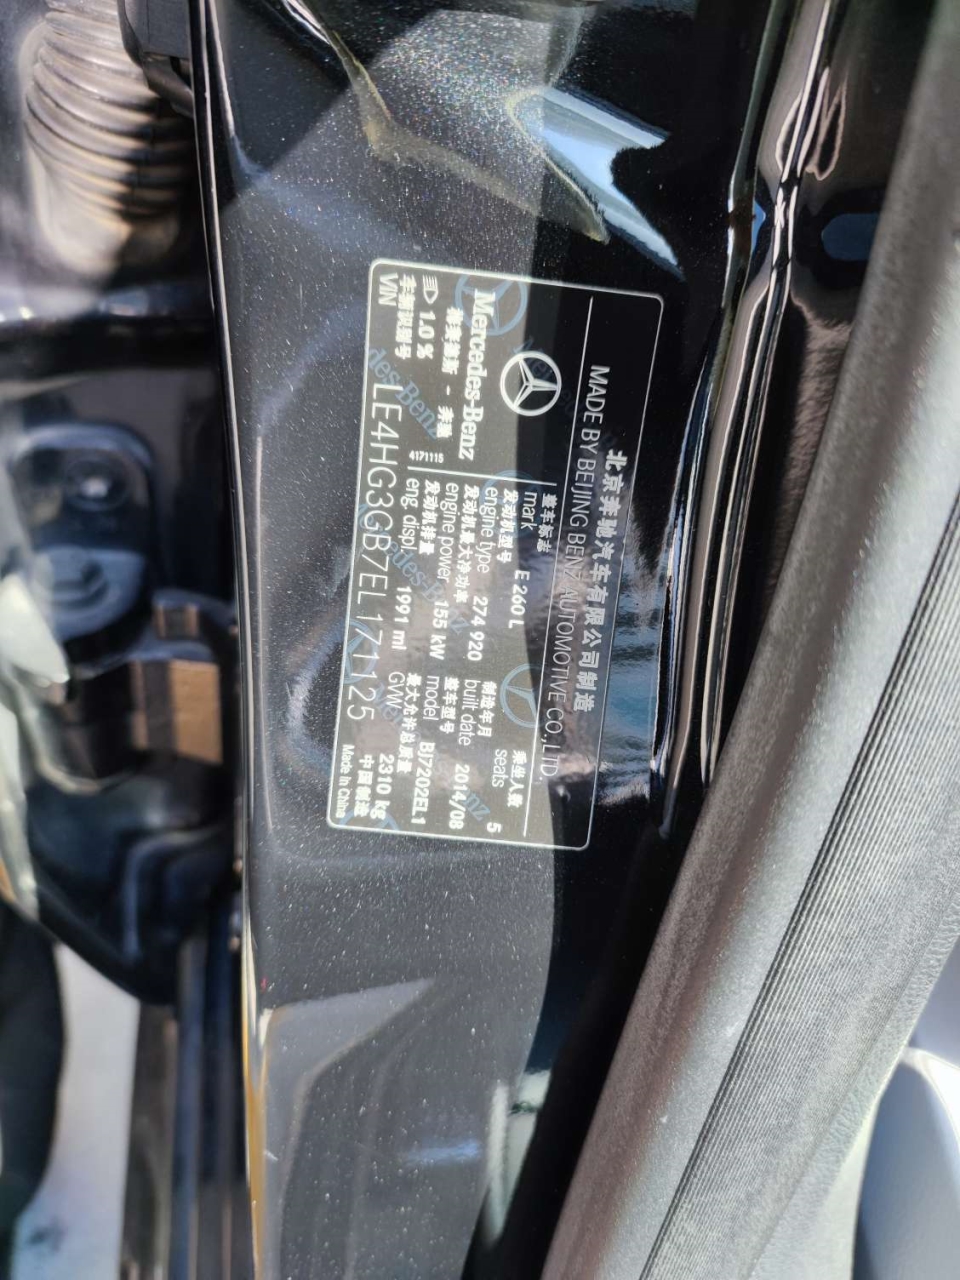 北京奔驰汽车有限公司制造
MADE BY BEIJING BENZ AUTOMOTIVE CO.,LTD.
Mercedes-Benz
梅赛德斯 - 奔驰
1.0 %
4171115
整车标志
mark E 260 L
乘坐人数
seats 5
发动机型号
engine type 274 920
制造年月
built date 2014/08
发动机最大净功率
engine power 155 kW
整车型号
model BJ7202EL1
发动机排量
eng. displ. 1991 ml
最大允许总质量
GVW 2310 kg
车辆识别号
VIN LE4HG3GB7EL171125
中国制造
Made in China